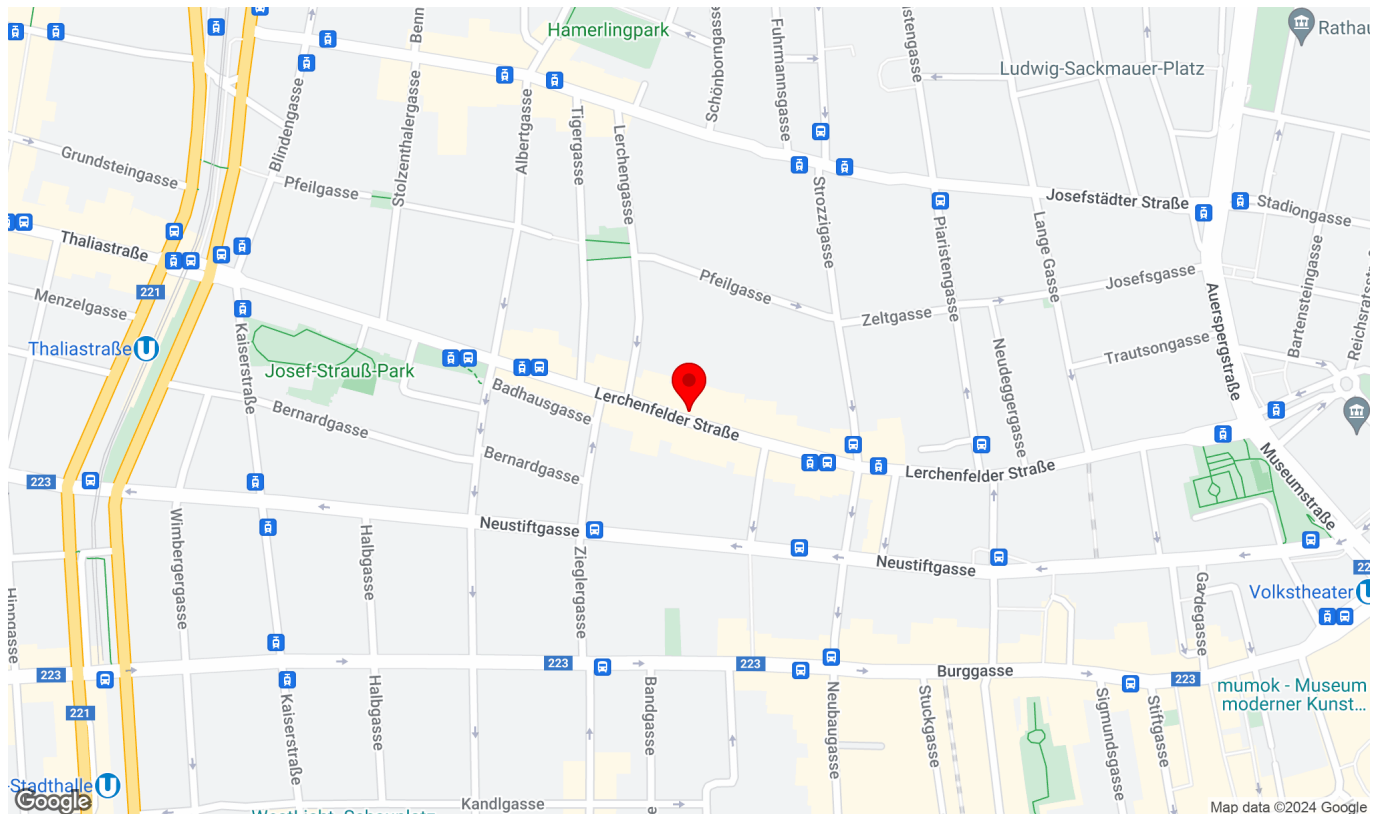 Hamerlingpark
Rathau
Ludwig-Sackmauer-Platz
Schönborngasse
Fuhrmannsgasse
Blindengasse
Stolzenthalergasse
Albertgasse
Tigergasse
Lerchengasse
Grundsteingasse
Pfeilgasse
Strozzigasse
Piaristengasse
Lange Gasse
Josefstädter Straße
Stadiongasse
Thaliastraße
Pfeilgasse
Josefsgasse
Bartensteingasse
221
Menzelgasse
Zeltgasse
Auerspergstraße
Thaliastraße
U
Kaiserstraße
Neudeggergasse
Trautsongasse
Josef-Strauß-Park
Badhausgasse
Lerchenfelder Straße
Bernardgasse
Bernardgasse
Lerchenfelder Straße
Museumstraße
223
Wimbergergasse
Halbgasse
Neustiftgasse
Zieglergasse
Neustiftgasse
Gardegasse
Volkstheater
223
223
223
Burggasse
223
221
Kaiserstraße
Halbgasse
Bandgasse
Neubaugasse
Stuckgasse
Sigmundsgasse
Stiftgasse
mumok - Museum
moderner Kunst...
-Stadthalle
U
Google
Kandlgasse
Map data ©2024 Google